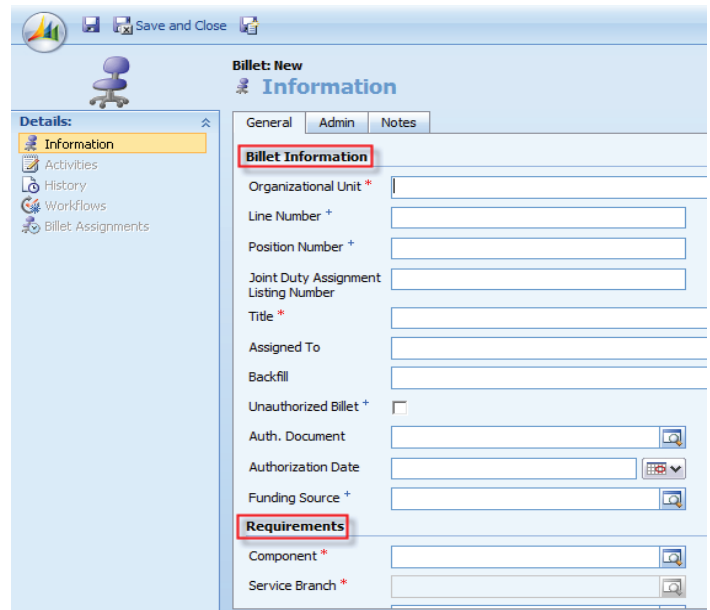 Save and Close
Billet: New
Information
Details:
Information
Activities
History
Workflows
Billet Assignments
General Admin Notes
Billet Information
Organizational Unit *
Line Number +
Position Number +
Joint Duty Assignment
Listing Number
Title *
Assigned To
Backfill
Unauthorized Billet +
Auth. Document
Authorization Date
Funding Source +
Requirements
Component *
Service Branch *